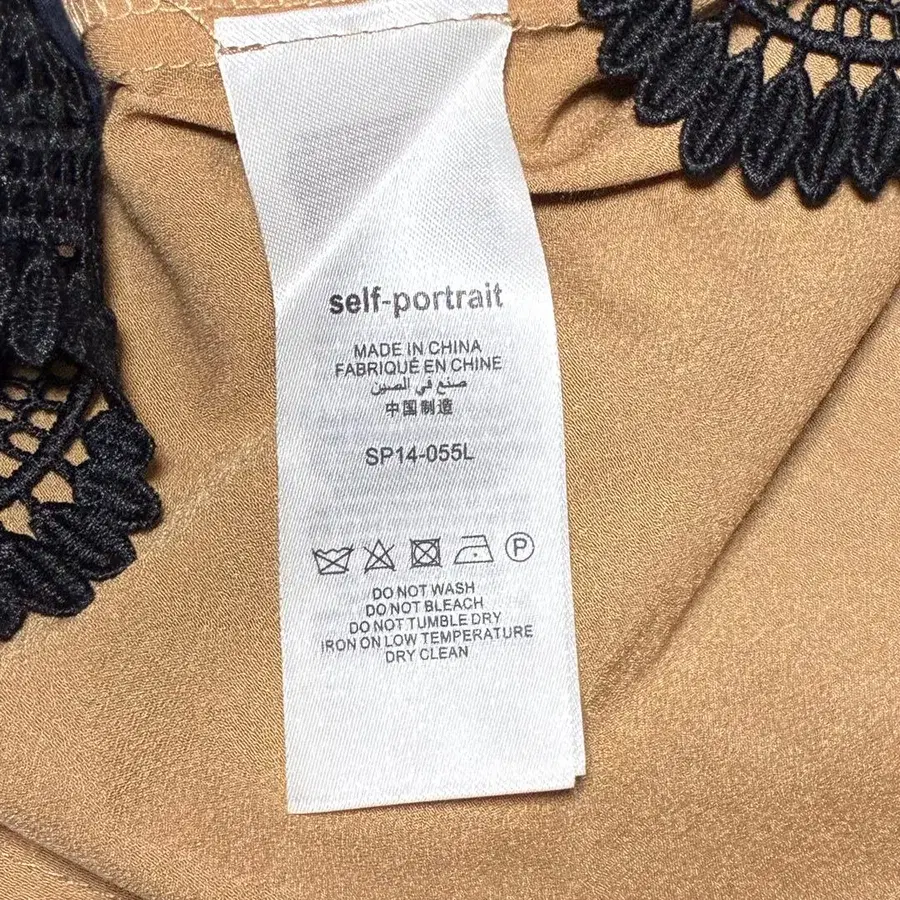 self-portrait
MADE IN CHINA
FABRIQUÉ EN CHINE
صنع في الصين
中国制造
SP14-055L
P
DO NOT WASH
DO NOT BLEACH
DO NOT TUMBLE DRY
IRON ON LOW TEMPERATURE
DRY CLEAN